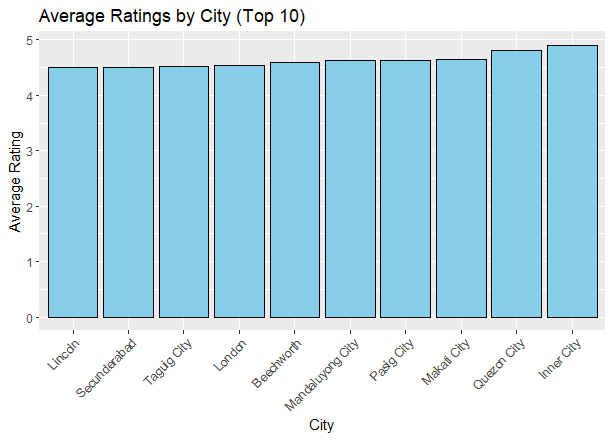 Average Ratings by City (Top 10)
5
4
3
2
1
0
Average Rating
Lincoln
Secunderabad
Taguig City
London
Beechworth
Mandaluyong City
Pasig City
Makati City
Quezon City
Inner City
City